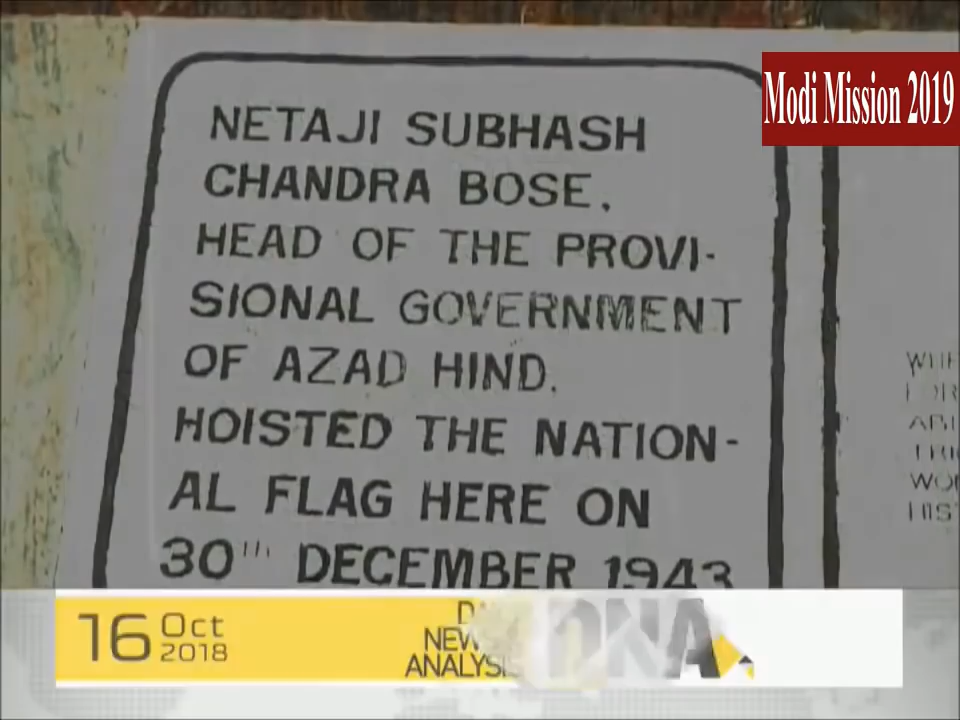 Modi Mission 2019
NETAJI SUBHASH
CHANDRA BOSE.
HEAD OF THE PROVI-
SIONAL GOVERNMENT
OF AZAD HIND.
HOISTED THE NATION-
AL FLAG HERE ON
30TH DECEMBER 1943
16 Oct
2018
NEWS
ANALYSIS
DNA